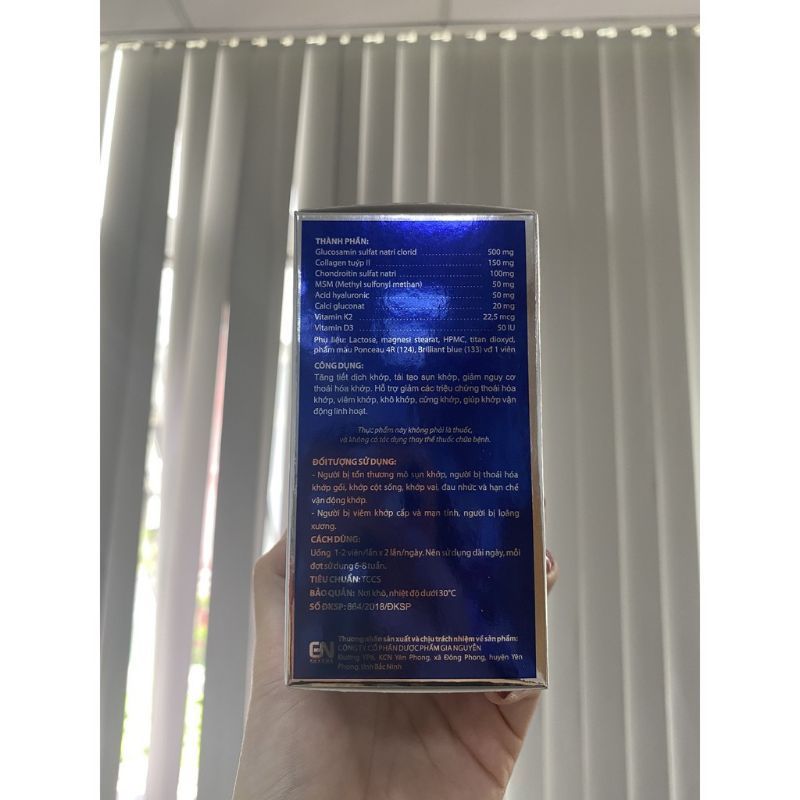 THÀNH PHẦN:
Glucosamin sulfat natri clorid ........ 500 mg
Collagen tuýp II ........ 150 mg
Chondroitin sulfat natri ........ 100mg
MSM (Methyl sulfonyl methan) ........ 50 mg
Acid hyaluronic ........ 50 mg
Calci gluconat ........ 20 mg
Vitamin K2 ........ 22,5 mcg
Vitamin D3 ........ 50 IU
Phụ liệu: Lactose, magnesi stearat, HPMC, titan dioxyd,
phẩm màu Ponceau 4R (124), Brilliant blue (133) vđ 1 viên
CÔNG DỤNG:
Tăng tiết dịch khớp, tái tạo sụn khớp, giảm nguy cơ
thoái hóa khớp. Hỗ trợ giảm các triệu chứng thoái hóa
khớp, viêm khớp, khô khớp, cứng khớp, giúp khớp vận
động linh hoạt.
Thực phẩm này không phải là thuốc,
và không có tác dụng thay thế thuốc chữa bệnh.
ĐỐI TƯỢNG SỬ DỤNG:
- Người bị tổn thương mô sụn khớp, người bị thoái hóa
khớp gối, khớp cột sống, khớp vai, đau nhức và hạn chế
vận động khớp.
- Người bị viêm khớp cấp và mạn tính, người bị loãng
xương.
CÁCH DÙNG:
Uống 1-2 viên/lần x 2 lần/ngày. Nên sử dụng dài ngày, mỗi
đợt sử dụng 6-8 tuần.
TIÊU CHUẨN: TCCS
BẢO QUẢN: Nơi khô, nhiệt độ dưới 30°C
SỐ ĐKSP: 864/2018/ĐKSP
GN
PHARMA
Thương nhân sản xuất và chịu trách nhiệm về sản phẩm:
CÔNG TY CỔ PHẦN DƯỢC PHẨM GIA NGUYỄN
Đường YP6, KCN Yên Phong, xã Đông Phong, huyện Yên
Phong, tỉnh Bắc Ninh